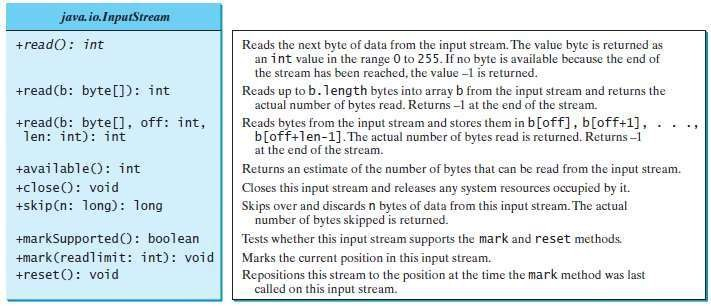 java.io.InputStream
+read(): int
Reads the next byte of data from the input stream. The value byte is returned as
an int value in the range 0 to 255. If no byte is available because the end of
the stream has been reached, the value –1 is returned.
+read(b: byte[]): int
Reads up to b.length bytes into array b from the input stream and returns the
actual number of bytes read. Returns –1 at the end of the stream.
+read(b: byte[], off: int,
len: int): int
Reads bytes from the input stream and stores them in b[off], b[off+1], . . .,
b[off+len-1]. The actual number of bytes read is returned. Returns –1
at the end of the stream.
+available(): int
Returns an estimate of the number of bytes that can be read from the input stream.
+close(): void
Closes this input stream and releases any system resources occupied by it.
+skip(n: long): long
Skips over and discards n bytes of data from this input stream. The actual
number of bytes skipped is returned.
+markSupported(): boolean
Tests whether this input stream supports the mark and reset methods.
+mark(readlimit: int): void
Marks the current position in this input stream.
+reset(): void
Repositions this stream to the position at the time the mark method was last
called on this input stream.